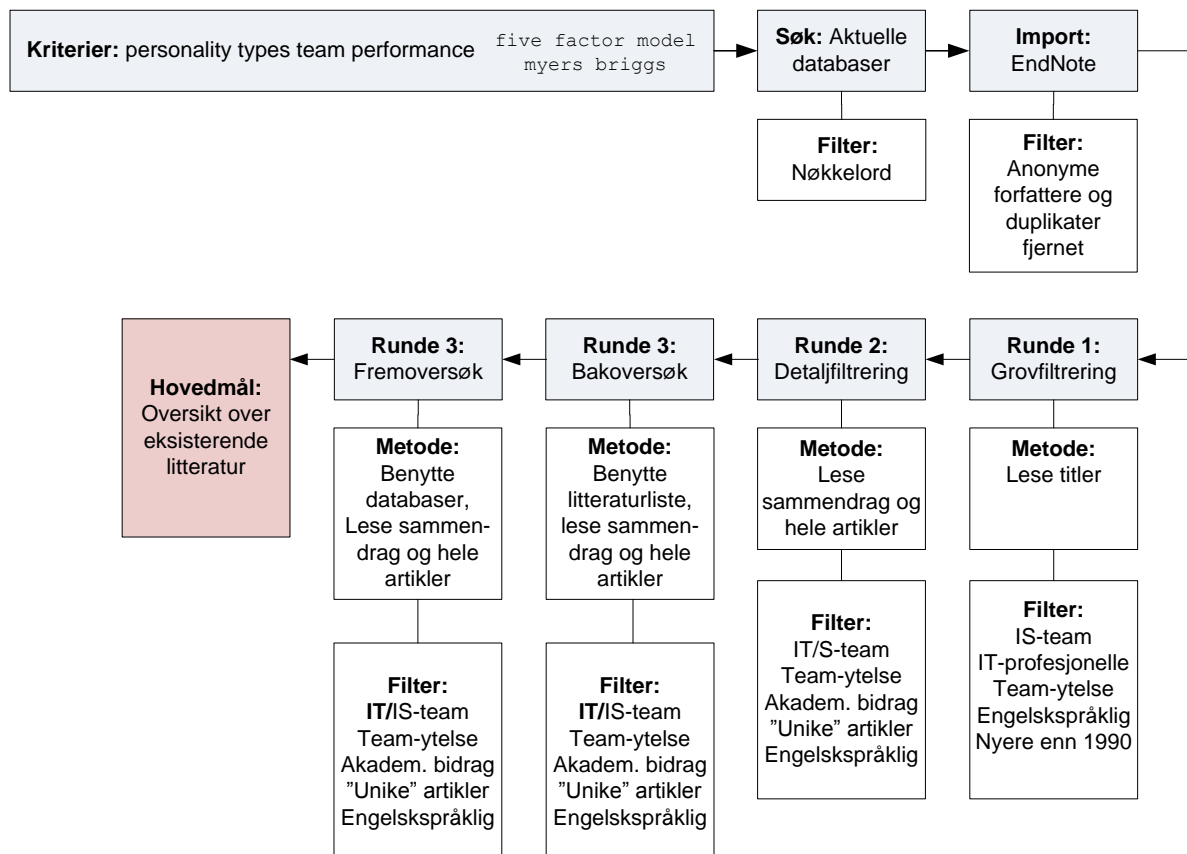 Kriterier: personality types team performance
five factor model
myers briggs
Søk: Aktuelle
databaser
Import:
EndNote
Filter:
Nøkkelord
Filter:
Anonyme
forfattere og
duplikater
fjernet
Hovedmål:
Oversikt over
eksisterende
litteratur
Runde 3:
Fremoversøk
Runde 3:
Bakoversøk
Runde 2:
Detaljfiltrering
Runde 1:
Grovfiltrering
Metode:
Benytte
databaser,
Lese sammen-
drag og hele
artikler
Metode:
Benytte
litteraturliste,
lese sammen-
drag og hele
artikler
Metode:
Lese
sammendrag og
hele artikler
Metode:
Lese titler
Filter:
IT/IS-team
Team-ytelse
Akadem. bidrag
”Unike” artikler
Engelskspråklig
Filter:
IT/IS-team
Team-ytelse
Akadem. bidrag
”Unike” artikler
Engelskspråklig
Filter:
IT/S-team
Team-ytelse
Akadem. bidrag
”Unike” artikler
Engelskspråklig
Filter:
IS-team
IT-profesjonelle
Team-ytelse
Engelskspråklig
Nyere enn 1990